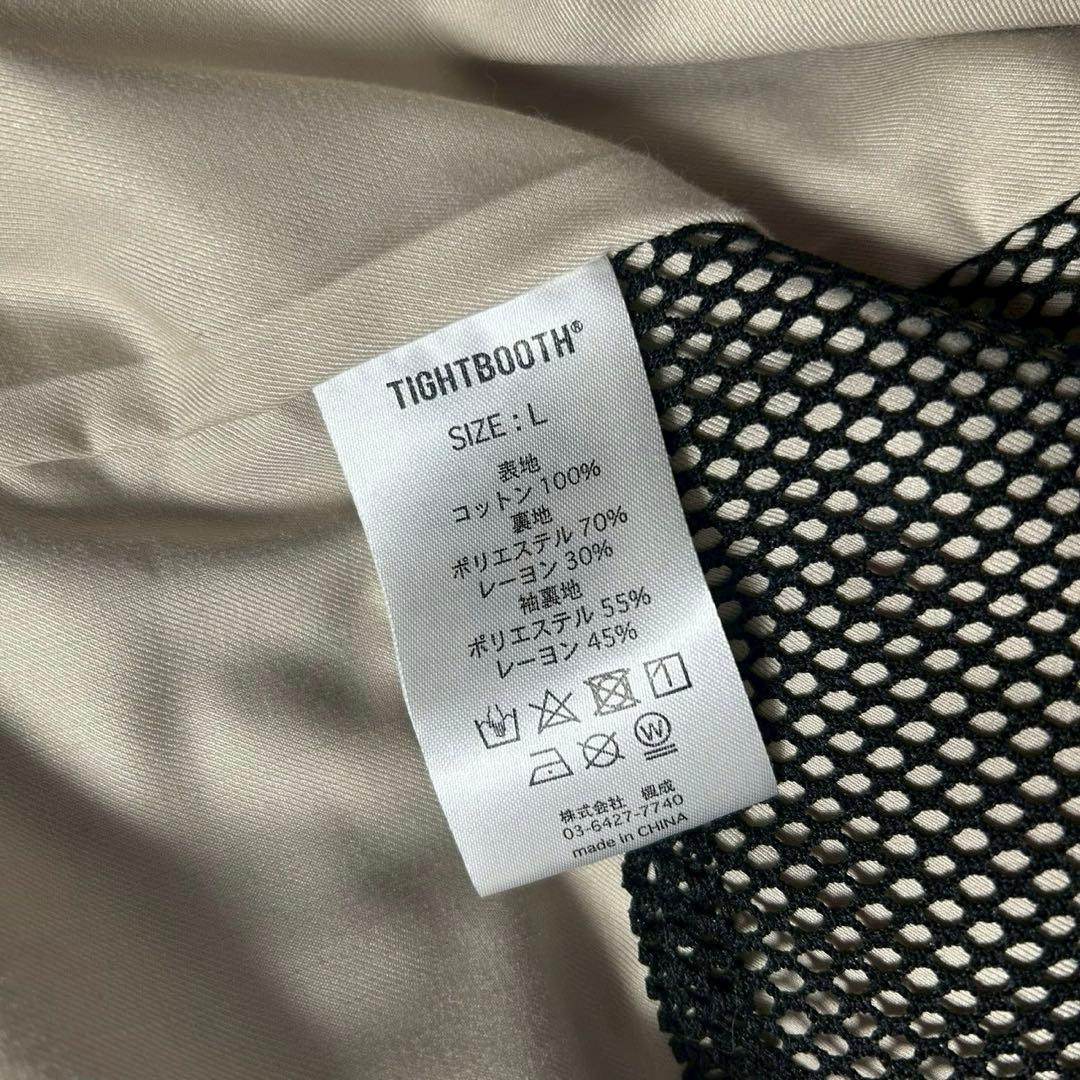 TIGHTBOOTH®
SIZE : L
表地
コットン 100%
裏地
ポリエステル 70%
レーヨン 30%
袖裏地
ポリエステル 55%
レーヨン 45%
W
株式会社 櫃成
03-6427-7740
made in CHINA